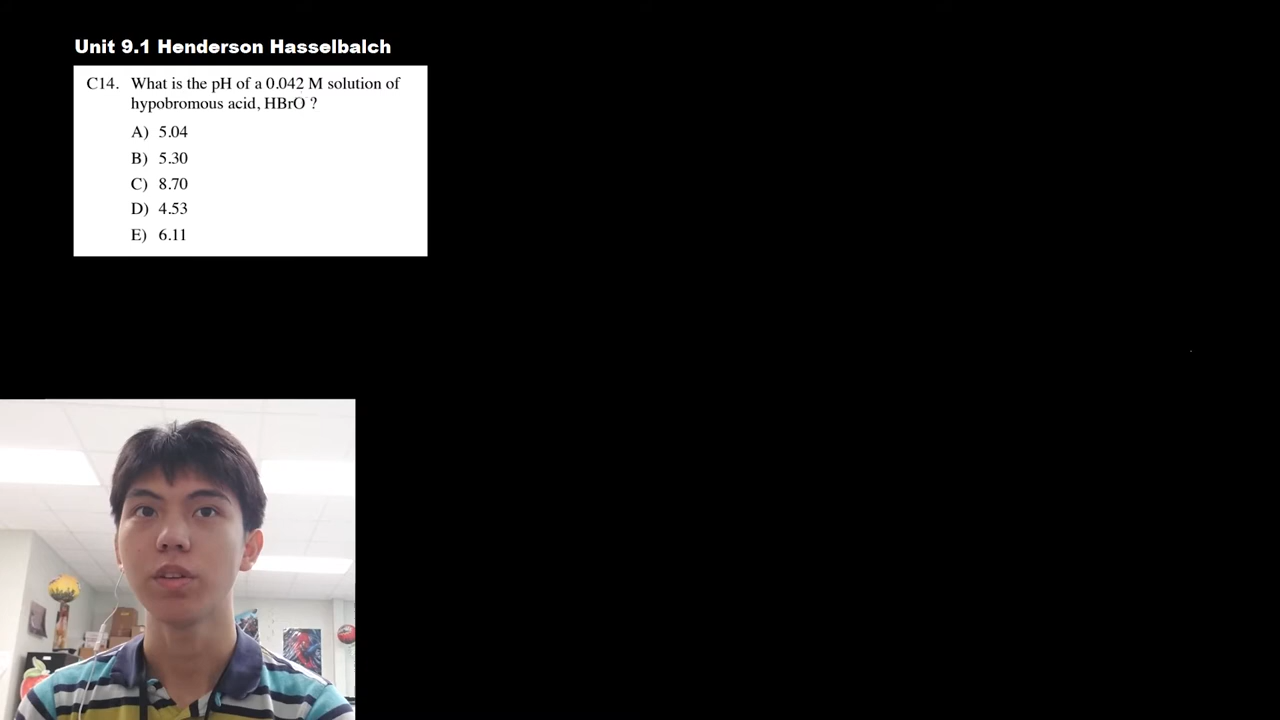 Unit 9.1 Henderson Hasselbalch
C14. What is the pH of a 0.042 M solution of
hypobromous acid, HBrO ?
A) 5.04
B) 5.30
C) 8.70
D) 4.53
E) 6.11